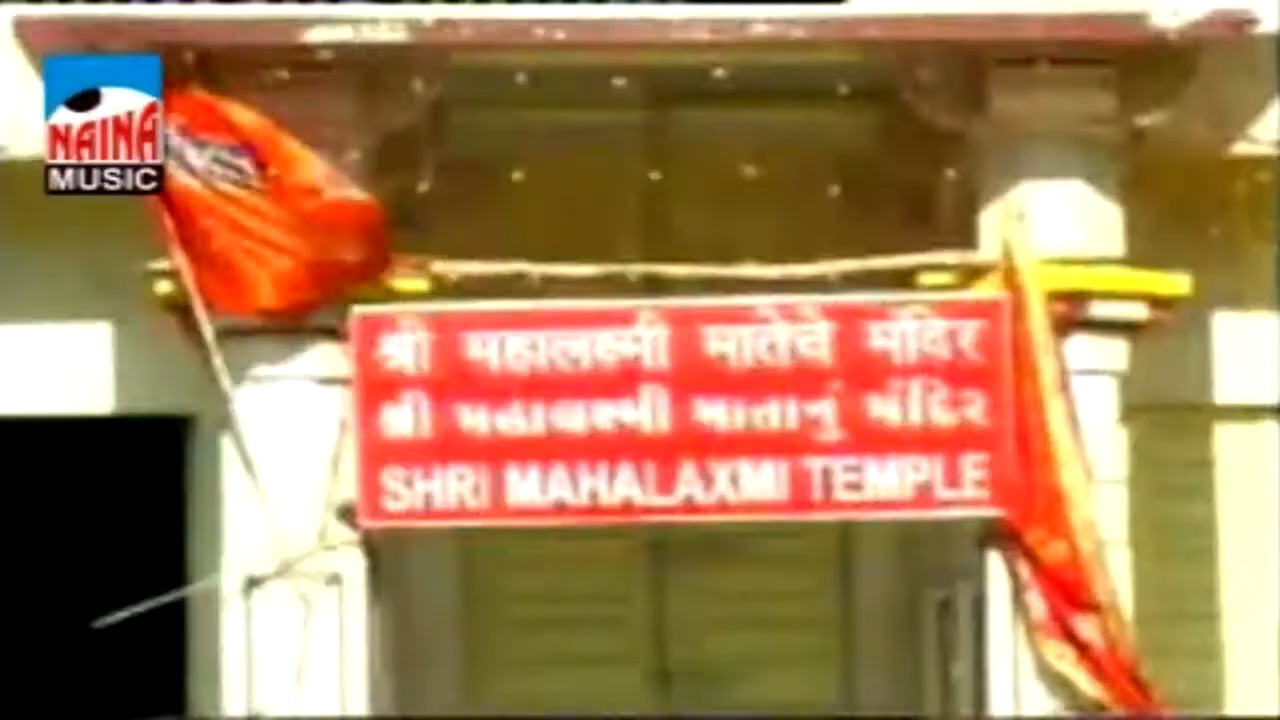 NAINA
MUSIC
श्री महालक्ष्मी मातेचे मंदिर
શ્રી મહાલક્ષ્મી માતાનું મંદિર
SHRI MAHALAXMI TEMPLE